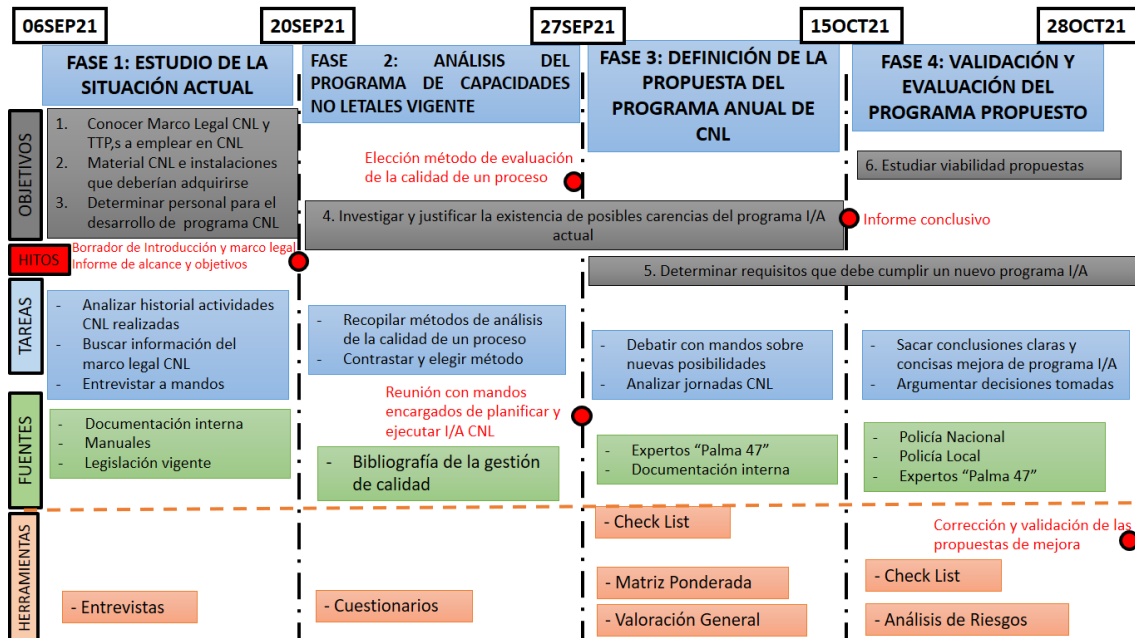 06SEP21
20SEP21
27SEP21
15OCT21
28OCT21
FASE 1: ESTUDIO DE LA
SITUACIÓN ACTUAL
FASE 2: ANÁLISIS DEL
PROGRAMA DE CAPACIDADES
NO LETALES VIGENTE
FASE 3: DEFINICIÓN DE LA
PROPUESTA DEL
PROGRAMA ANUAL DE
CNL
FASE 4: VALIDACIÓN Y
EVALUACIÓN DEL
PROGRAMA PROPUESTO
OBJETIVOS
1. Conocer Marco Legal CNL y
TTP,s a emplear en CNL
2. Material CNL e instalaciones
que deberían adquirirse
3. Determinar personal para el
desarrollo de programa CNL
Elección método de evaluación
de la calidad de un proceso
6. Estudiar viabilidad propuestas
4. Investigar y justificar la existencia de posibles carencias del programa I/A
actual
Informe conclusivo
HITOS
Borrador de Introducción y marco legal
Informe de alcance y objetivos
5. Determinar requisitos que debe cumplir un nuevo programa I/A
TAREAS
- Analizar historial actividades
CNL realizadas
- Buscar información del
marco legal CNL
- Entrevistar a mandos
- Recopilar métodos de análisis
de la calidad de un proceso
- Contrastar y elegir método
- Debatir con mandos sobre
nuevas posibilidades
- Analizar jornadas CNL
- Sacar conclusiones claras y
concisas mejora de programa I/A
- Argumentar decisiones tomadas
Reunión con mandos
encargados de planificar y
ejecutar I/A CNL
FUENTES
- Documentación interna
- Manuales
- Legislación vigente
- Bibliografía de la gestión
de calidad
- Expertos “Palma 47”
- Documentación interna
- Policía Nacional
- Policía Local
- Expertos “Palma 47”
HERRAMIENTAS
- Entrevistas
- Cuestionarios
- Check List
- Matriz Ponderada
- Valoración General
Corrección y validación de las
propuestas de mejora
- Check List
- Análisis de Riesgos